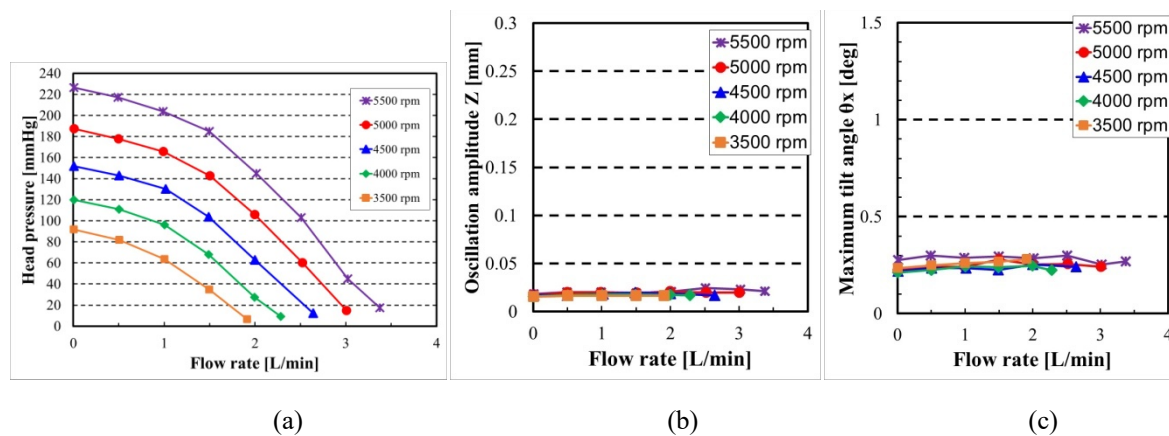 240
220
200
180
160
140
120
100
80
60
40
20
0
0 1 2 3 4
Head pressure [mmHg]
Flow rate [L/min]
5500 rpm
5000 rpm
4500 rpm
4000 rpm
3500 rpm
(a)
0.3
0.25
0.2
0.15
0.1
0.05
0
0 1 2 3 4
Oscillation amplitude Z [mm]
Flow rate [L/min]
5500 rpm
5000 rpm
4500 rpm
4000 rpm
3500 rpm
(b)
1.5
1
0.5
0
0 1 2 3 4
Maximum tilt angle θx [deg]
Flow rate [L/min]
5500 rpm
5000 rpm
4500 rpm
4000 rpm
3500 rpm
(c)